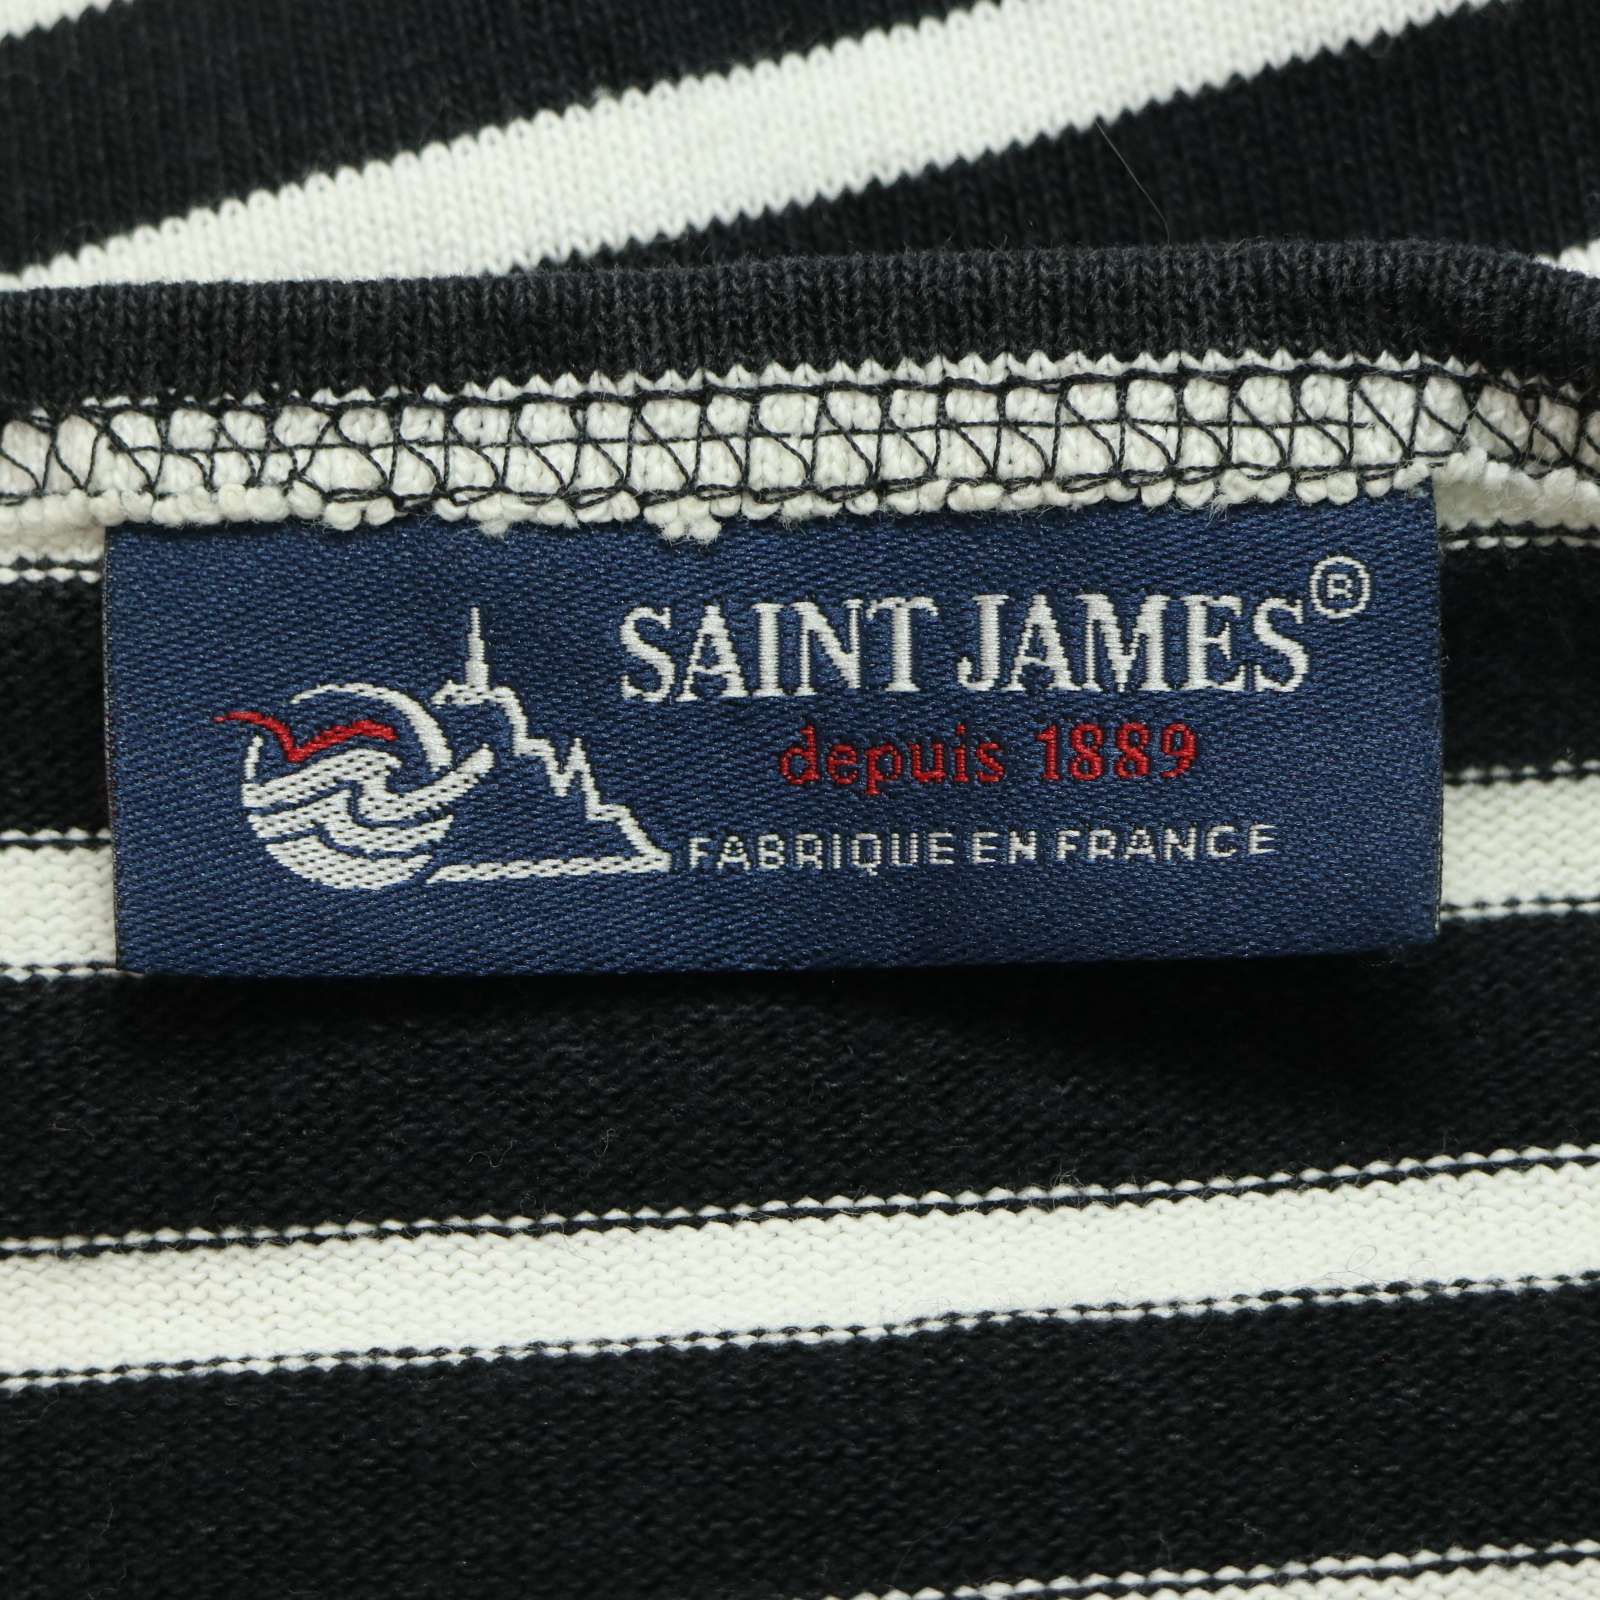 SAINT JAMES®
depuis 1889
FABRIQUE EN FRANCE